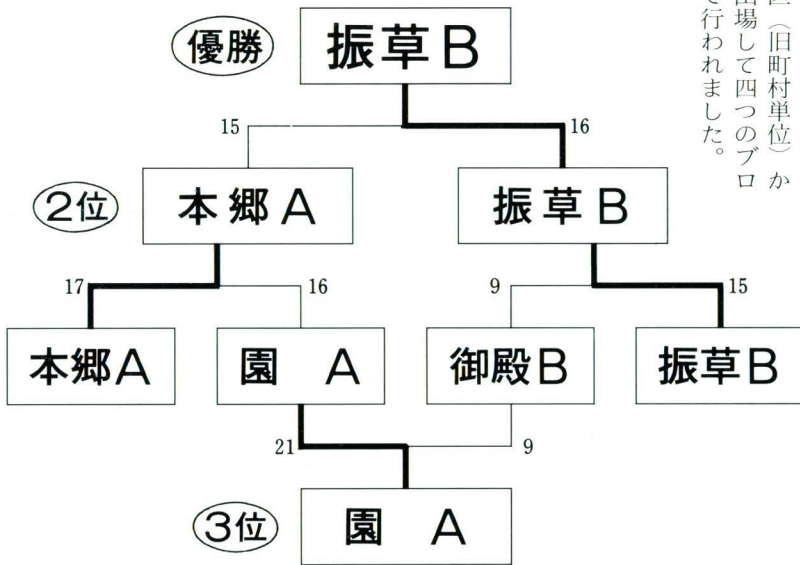 区（旧町村単位）か
出場して四つのブロ
で行われました。
優勝
振草B
15
16
2位
本郷A
振草B
17
16
9
15
本郷A
園 A
御殿B
振草B
21
9
3位
園 A